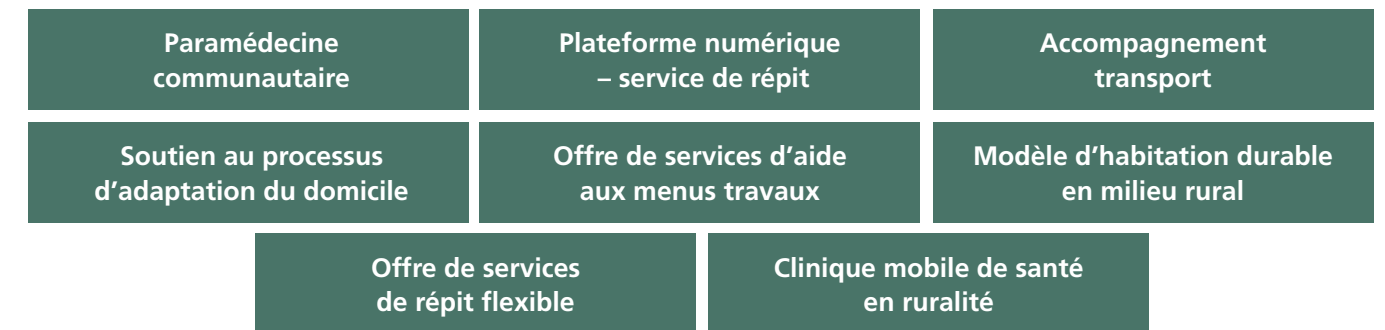 Paramédecine
communautaire
Plateforme numérique
– service de répit
Accompagnement
transport
Soutien au processus
d’adaptation du domicile
Offre de services d’aide
aux menus travaux
Modèle d’habitation durable
en milieu rural
Offre de services
de répit flexible
Clinique mobile de santé
en ruralité